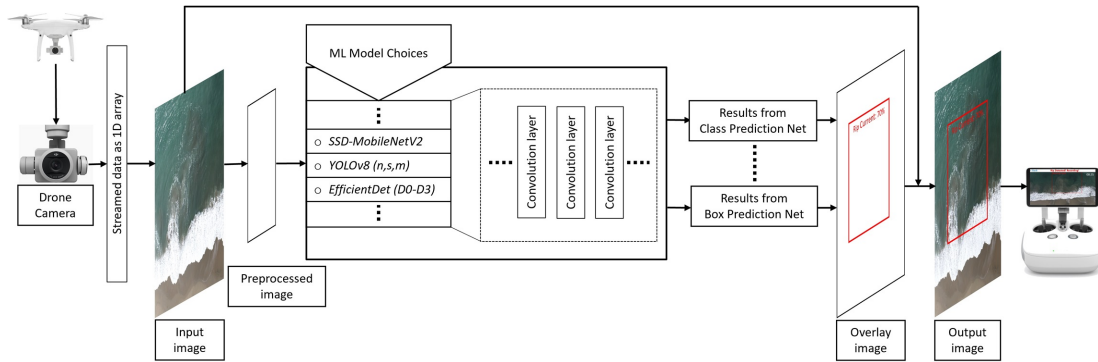 Drone
Camera
Streamed data as 1D array
Input
image
Preprocessed
image
ML Model Choices
SSD-MobileNetV2
YOLOv8 (n,s,m)
EfficientDet (D0-D3)
Convolution layer
Convolution layer
Convolution layer
Results from
Class Prediction Net
Results from
Box Prediction Net
Rip Current: 70%
Overlay
image
Output
image